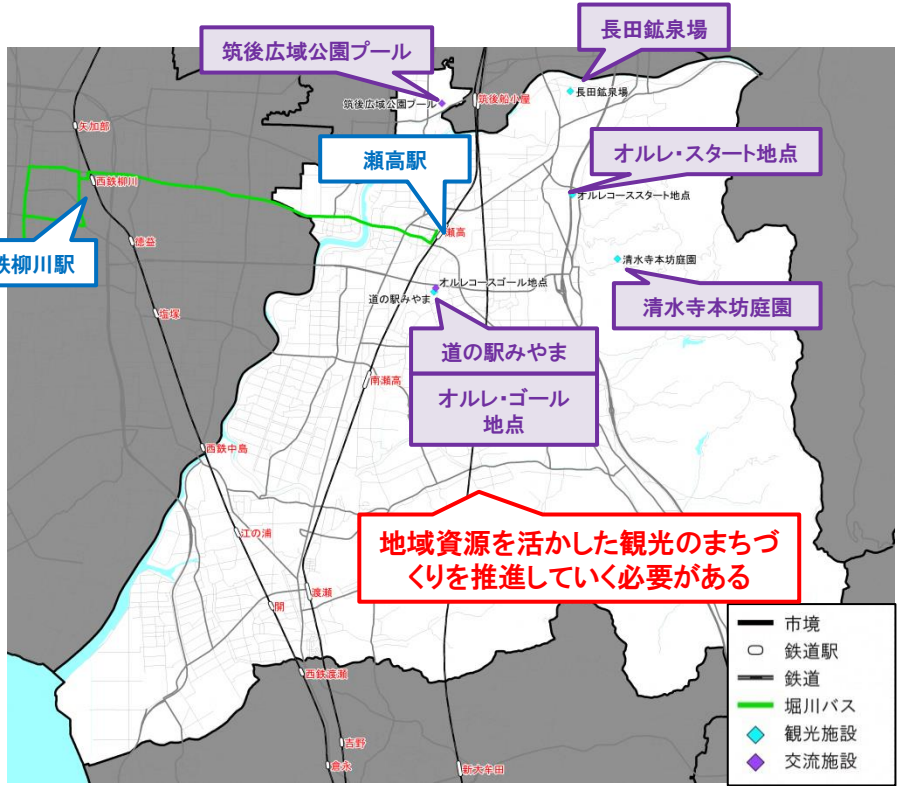 長田鉱泉場
筑後広域公園プール
長田鉱泉場
筑後広域公園プール
筑後船小屋
矢加部
瀬高駅
オルレ・スタート地点
西鉄柳川
オルレコーススタート地点
瀬高
徳益
鉄柳川駅
清水寺本坊庭園
オルレコースゴール地点
道の駅みやま
清水寺本坊庭園
塩塚
道の駅みやま
南瀬高
オルレ・ゴール
地点
西鉄中島
地域資源を活かした観光のまちづ
くりを推進していく必要がある
江の浦
渡瀬
開
西鉄渡瀬
吉野
倉永
新大牟田
市境
鉄道駅
鉄道
堀川バス
観光施設
交流施設